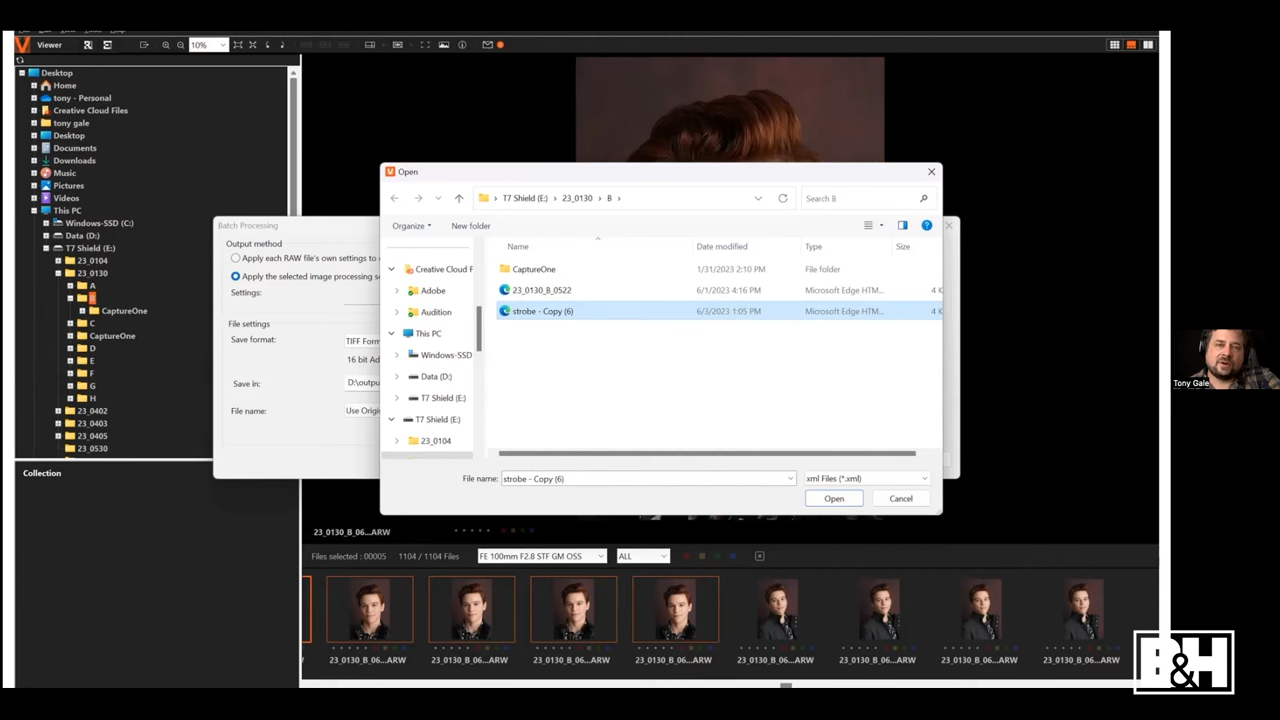 Viewer
10%
Desktop
Home
tony - Personal
Creative Cloud Files
tony gale
Desktop
Documents
Downloads
Music
Pictures
Videos
This PC
Windows-SSD (C:)
Data (D:)
T7 Shield (E:)
23_0104
23_0130
A
B
CaptureOne
C
CaptureOne
D
E
F
G
H
23_0402
23_0403
23_0405
23_0530
Collection
Batch Processing
Output method
Apply each RAW file's own settings to
Apply the selected image processing s
Settings:
File settings
Save format:
TIFF Form
16 bit Ad
Save in:
D:\outpu
File name:
Use Origi
Open
T7 Shield (E:) > 23_0130 > B >
Search B
Organize
New folder
Name Date modified Type Size
Creative Cloud F
Adobe
Audition
This PC
Windows-SSD
Data (D:)
T7 Shield (E:)
T7 Shield (E:)
23_0104
CaptureOne 1/31/2023 2:10 PM File folder
23_0130_B_0522 6/1/2023 4:16 PM Microsoft Edge HTM... 4 K
strobe - Copy (6) 6/3/2023 1:05 PM Microsoft Edge HTM... 4 K
File name: strobe - Copy (6) xml Files (*.xml)
Open Cancel
23_0130_B_06...ARW
Files selected : 00005 1104 / 1104 Files FE 100mm F2.8 STF GM OSS ALL
23_0130_B_06...ARW 23_0130_B_06...ARW 23_0130_B_06...ARW 23_0130_B_06...ARW 23_0130_B_06...ARW 23_0130_B_06...ARW 23_0130_B_06...ARW 23_0130_B_06...ARW
Tony Gale
B&H